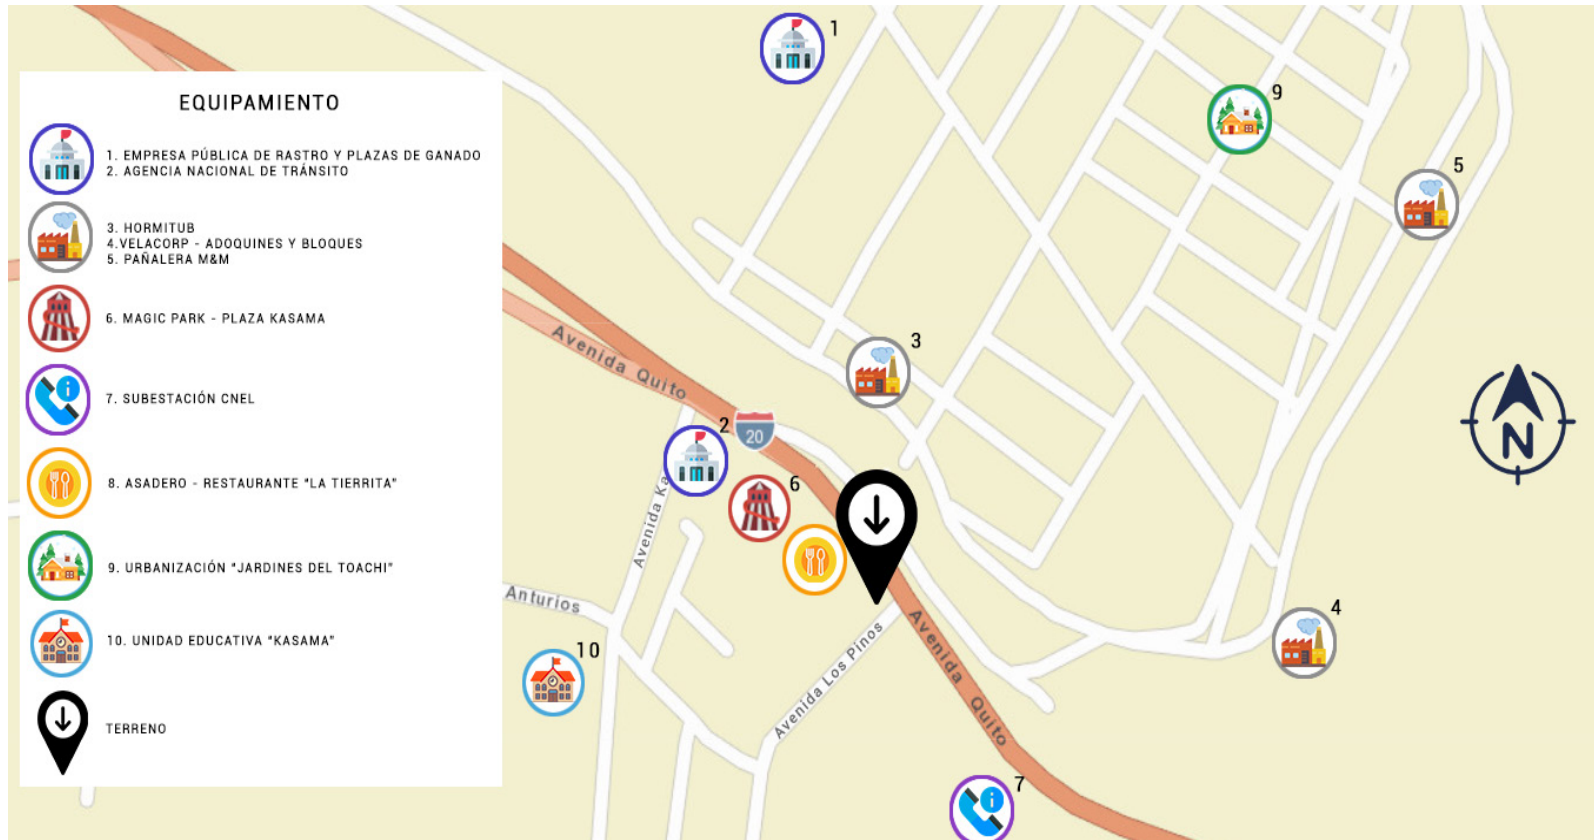 EQUIPAMIENTO
1. EMPRESA PÚBLICA DE RASTRO Y PLAZAS DE GANADO
2. AGENCIA NACIONAL DE TRÁNSITO
3. HORMITUB
4.VELACORP - ADOQUINES Y BLOQUES
5. PAÑALERA M&M
6. MAGIC PARK - PLAZA KASAMA
7. SUBESTACIÓN CNEL
8. ASADERO - RESTAURANTE "LA TIERRITA"
9. URBANIZACIÓN "JARDINES DEL TOACHI"
10. UNIDAD EDUCATIVA "KASAMA"
TERRENO
1
9
5
3
Avenida Quito
20
2
6
N
Avenida Ka
Anturios
10
Avenida Los Pinos
Avenida Quito
4
7